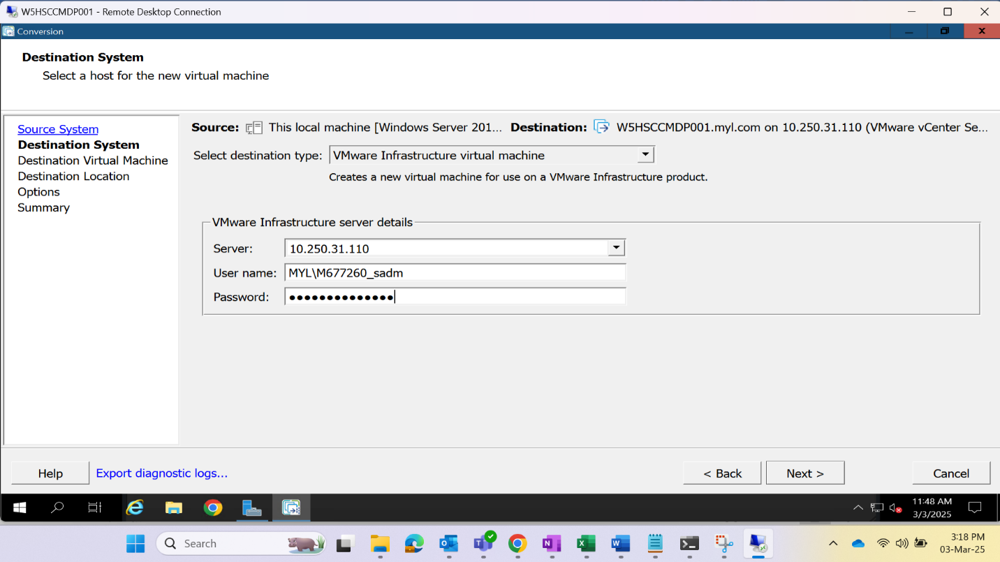 W5HSCCMDP001 - Remote Desktop Connection
Conversion
Destination System
Select a host for the new virtual machine
Source System
Destination System
Destination Virtual Machine
Destination Location
Options
Summary
Source: This local machine [Windows Server 201... Destination: W5HSCCMDP001.myl.com on 10.250.31.110 (VMware vCenter Se...
Select destination type: VMware Infrastructure virtual machine
Creates a new virtual machine for use on a VMware Infrastructure product.
VMware Infrastructure server details
Server: 10.250.31.110
User name: MYL\M677260_sadm
Password: ●●●●●●●●●●●●●●
Help
Export diagnostic logs...
< Back
Next >
Cancel
11:48 AM
3/3/2025
Search
3:18 PM
03-Mar-25